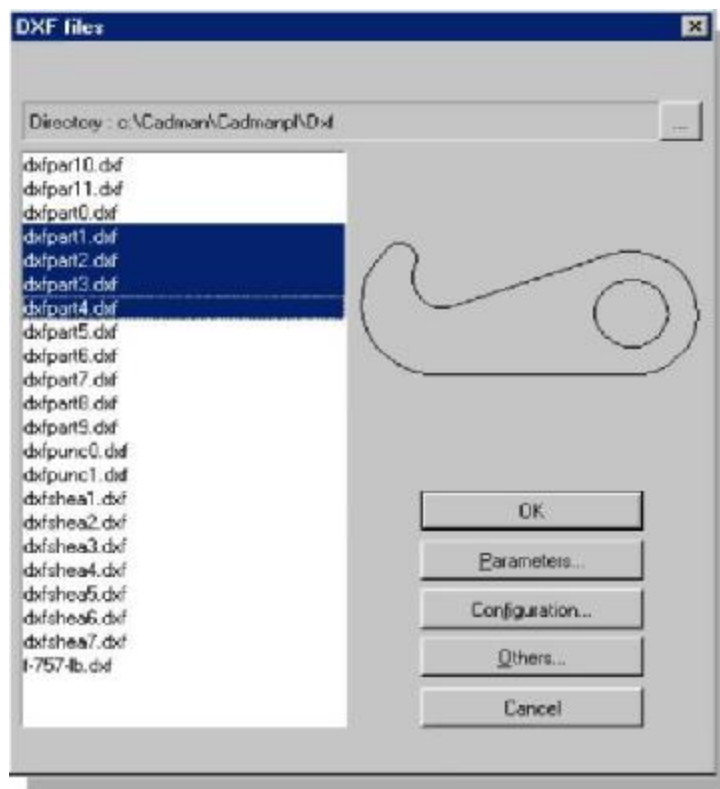 DXF files
Directory : c:\Cadman\Cadmanpl\Dxf
...
dxfpar10.dxf
dxfpar11.dxf
dxfpart0.dxf
dxfpart1.dxf
dxfpart2.dxf
dxfpart3.dxf
dxfpart4.dxf
dxfpart5.dxf
dxfpart6.dxf
dxfpart7.dxf
dxfpart8.dxf
dxfpart9.dxf
dxfpunc0.dxf
dxfpunc1.dxf
dxfshea1.dxf
dxfshea2.dxf
dxfshea3.dxf
dxfshea4.dxf
dxfshea5.dxf
dxfshea6.dxf
dxfshea7.dxf
OK
Parameters...
Configuration...
Others...
Cancel